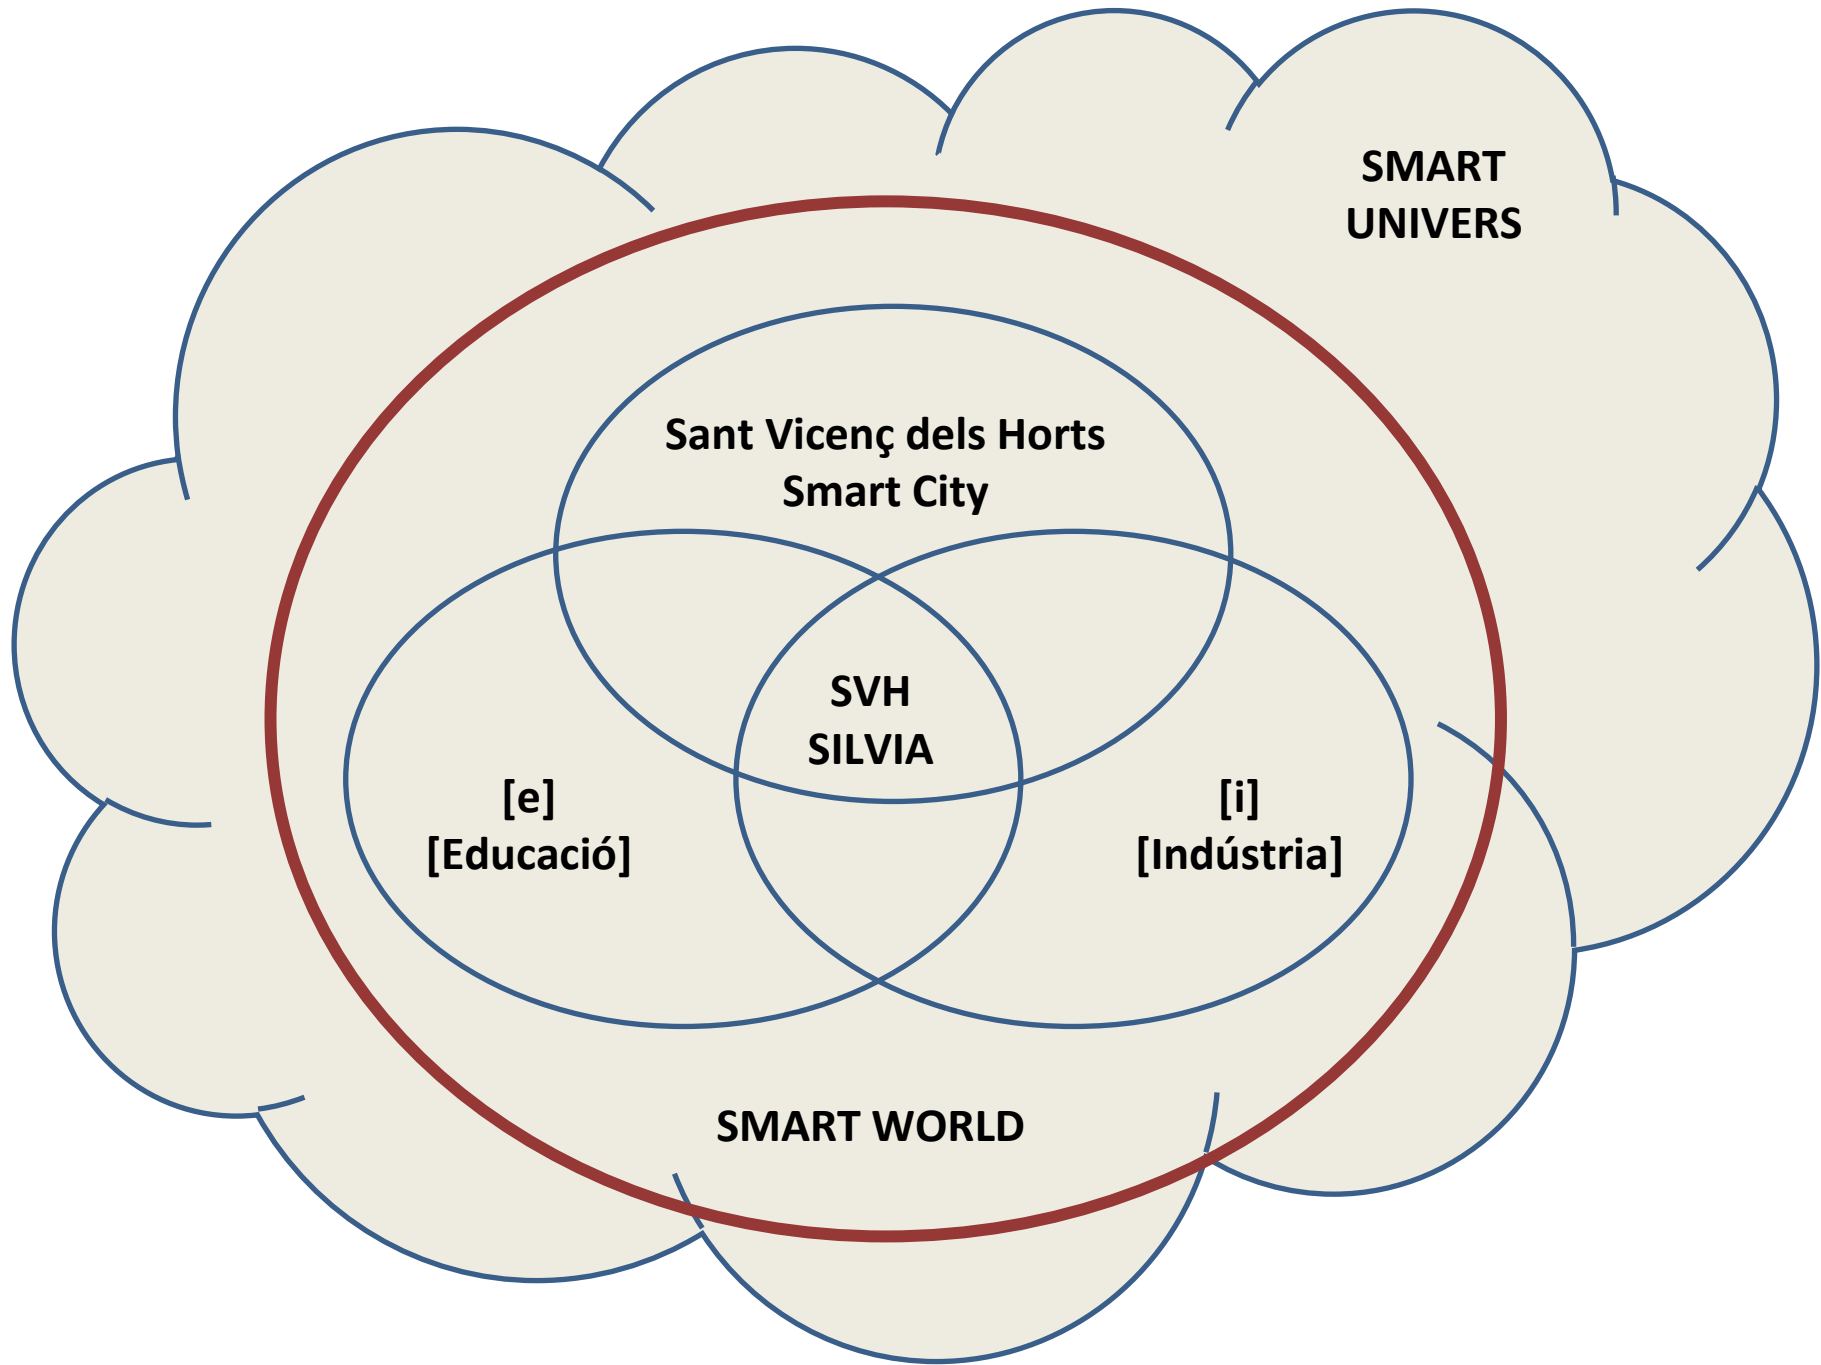 SMART
UNIVERS
Sant Vicenç dels Horts
Smart City
SVH
SILVIA
[e]
[Educació]
[i]
[Indústria]
SMART WORLD